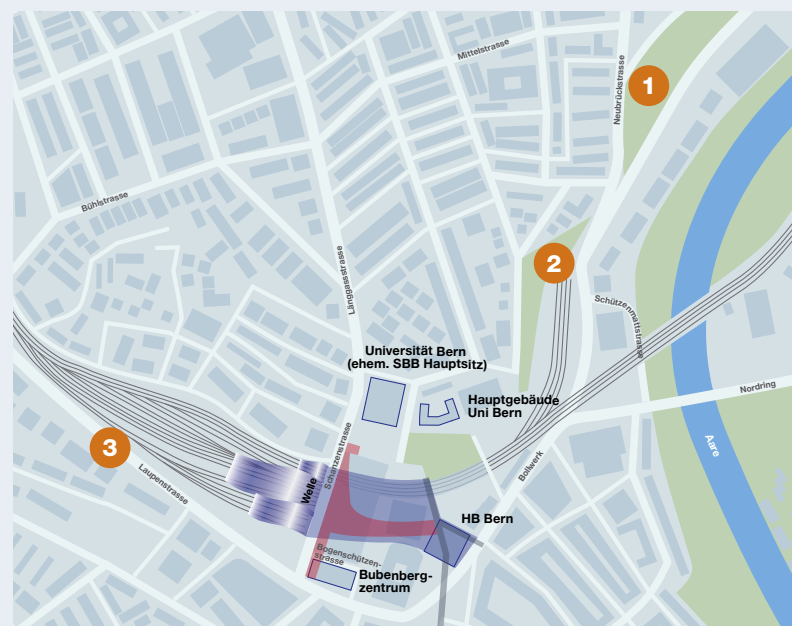 Mittelstrasse
Neubrückstrasse
1
Bühlstrasse
Länggassstrasse
2
Schützenmattstrasse
Universität Bern
(ehem. SBB Hauptsitz)
Hauptgebäude
Uni Bern
Nordring
Aare
3
Laupenstrasse
Schanzenstrasse
Welle
Bollwerk
HB Bern
Bogenschützen-
strasse
Bubenberg-
zentrum